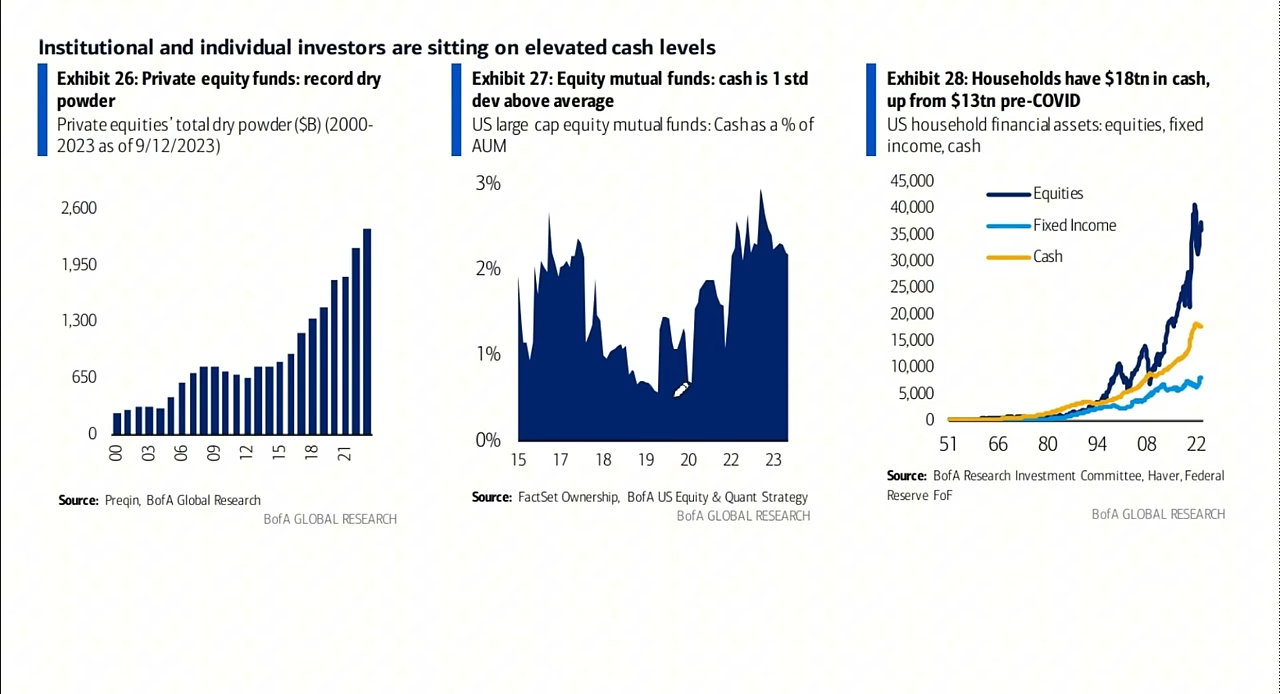 Institutional and individual investors are sitting on elevated cash levels
Exhibit 26: Private equity funds: record dry
powder
Private equities' total dry powder ($B) (2000-
2023 as of 9/12/2023)
2,600
1,950
1,300
650
0
00 03 06 09 12 15 18 21
Source: Preqin, BofA Global Research
BofA GLOBAL RESEARCH
Exhibit 27: Equity mutual funds: cash is 1 std
dev above average
US large cap equity mutual funds: Cash as a % of
AUM
3%
2%
1%
0%
15 17 18 19 20 22 23
Source: FactSet Ownership, BofA US Equity & Quant Strategy
BofA GLOBAL RESEARCH
Exhibit 28: Households have $18tn in cash,
up from $13tn pre-COVID
US household financial assets: equities, fixed
income, cash
45,000
40,000
35,000
30,000
25,000
20,000
15,000
10,000
5,000
0
Equities
Fixed Income
Cash
51 66 80 94 08 22
Source: BofA Research Investment Committee, Haver, Federal
Reserve FoF
BofA GLOBAL RESEARCH